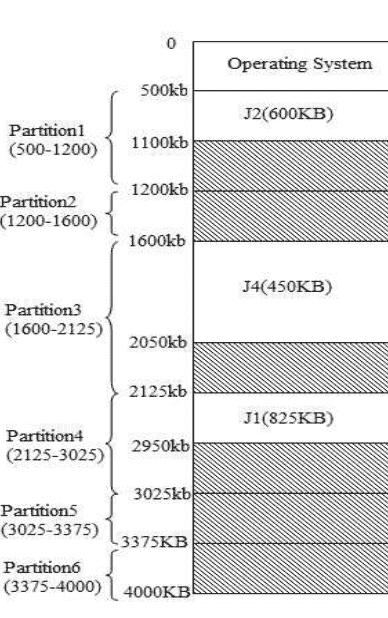 0
Operating System
500kb
J2(600KB)
Partition1
(500-1200)
1100kb
1200kb
Partition2
(1200-1600)
1600kb
J4(450KB)
Partition3
(1600-2125)
2050kb
2125kb
J1(825KB)
Partition4
(2125-3025)
2950kb
3025kb
Partition5
(3025-3375)
3375KB
Partition6
(3375-4000)
4000KB